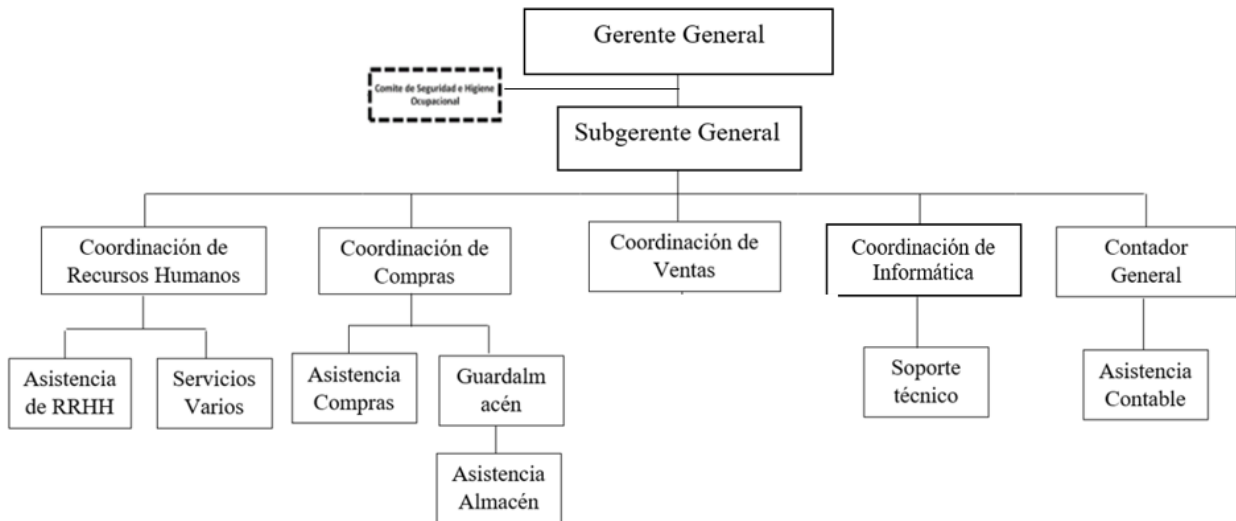 Gerente General
Comite de Seguridad e Higiene
Ocupacional
Subgerente General
Coordinación de
Recursos Humanos
Coordinación de
Compras
Coordinación de
Ventas
Coordinación de
Informática
Contador
General
Asistencia
de RRHH
Servicios
Varios
Asistencia
Compras
Guardalm
acén
Soporte
técnico
Asistencia
Contable
Asistencia
Almacén